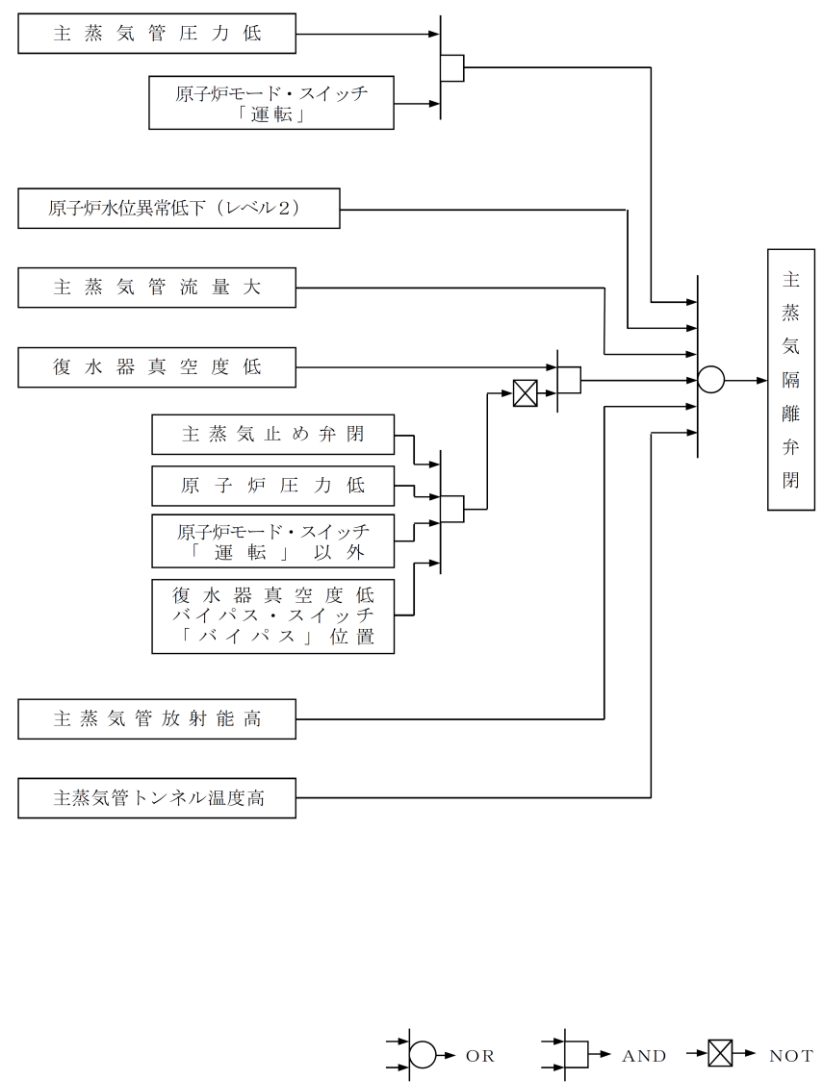 主蒸気管圧力低
原子炉モード・スイッチ
「運転」
原子炉水位異常低下（レベル２）
主蒸気管流量大
復水器真空度低
主蒸気止め弁閉
原子炉圧力低
原子炉モード・スイッチ
「運転」以外
復水器真空度低
バイパス・スイッチ
「バイパス」位置
主蒸気管放射能高
主蒸気管トンネル温度高
主蒸気隔離弁閉
OR
AND
NOT